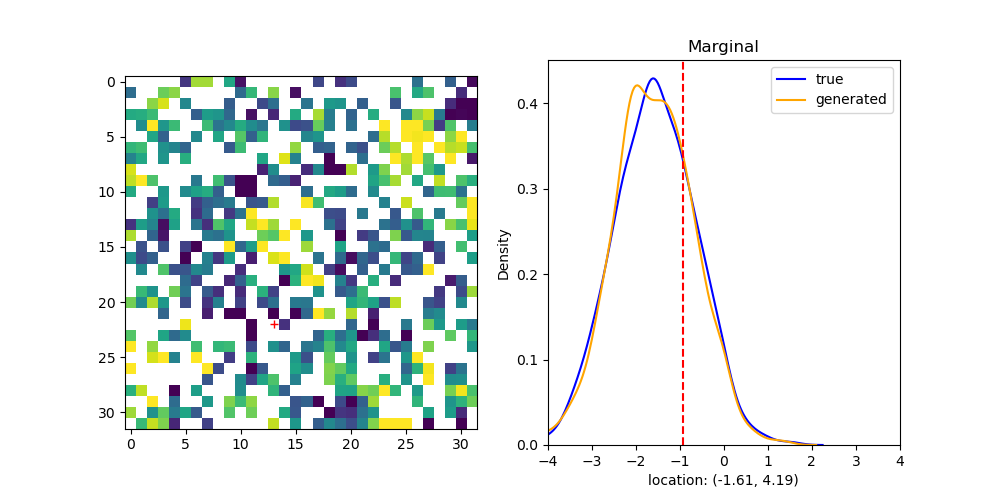 Marginal
0
5
10
15
20
25
30
0 5 10 15 20 25 30
Density
0.4
0.3
0.2
0.1
0.0
true
generated
−4 −3 −2 −1 0 1 2 3 4
location: (-1.61, 4.19)